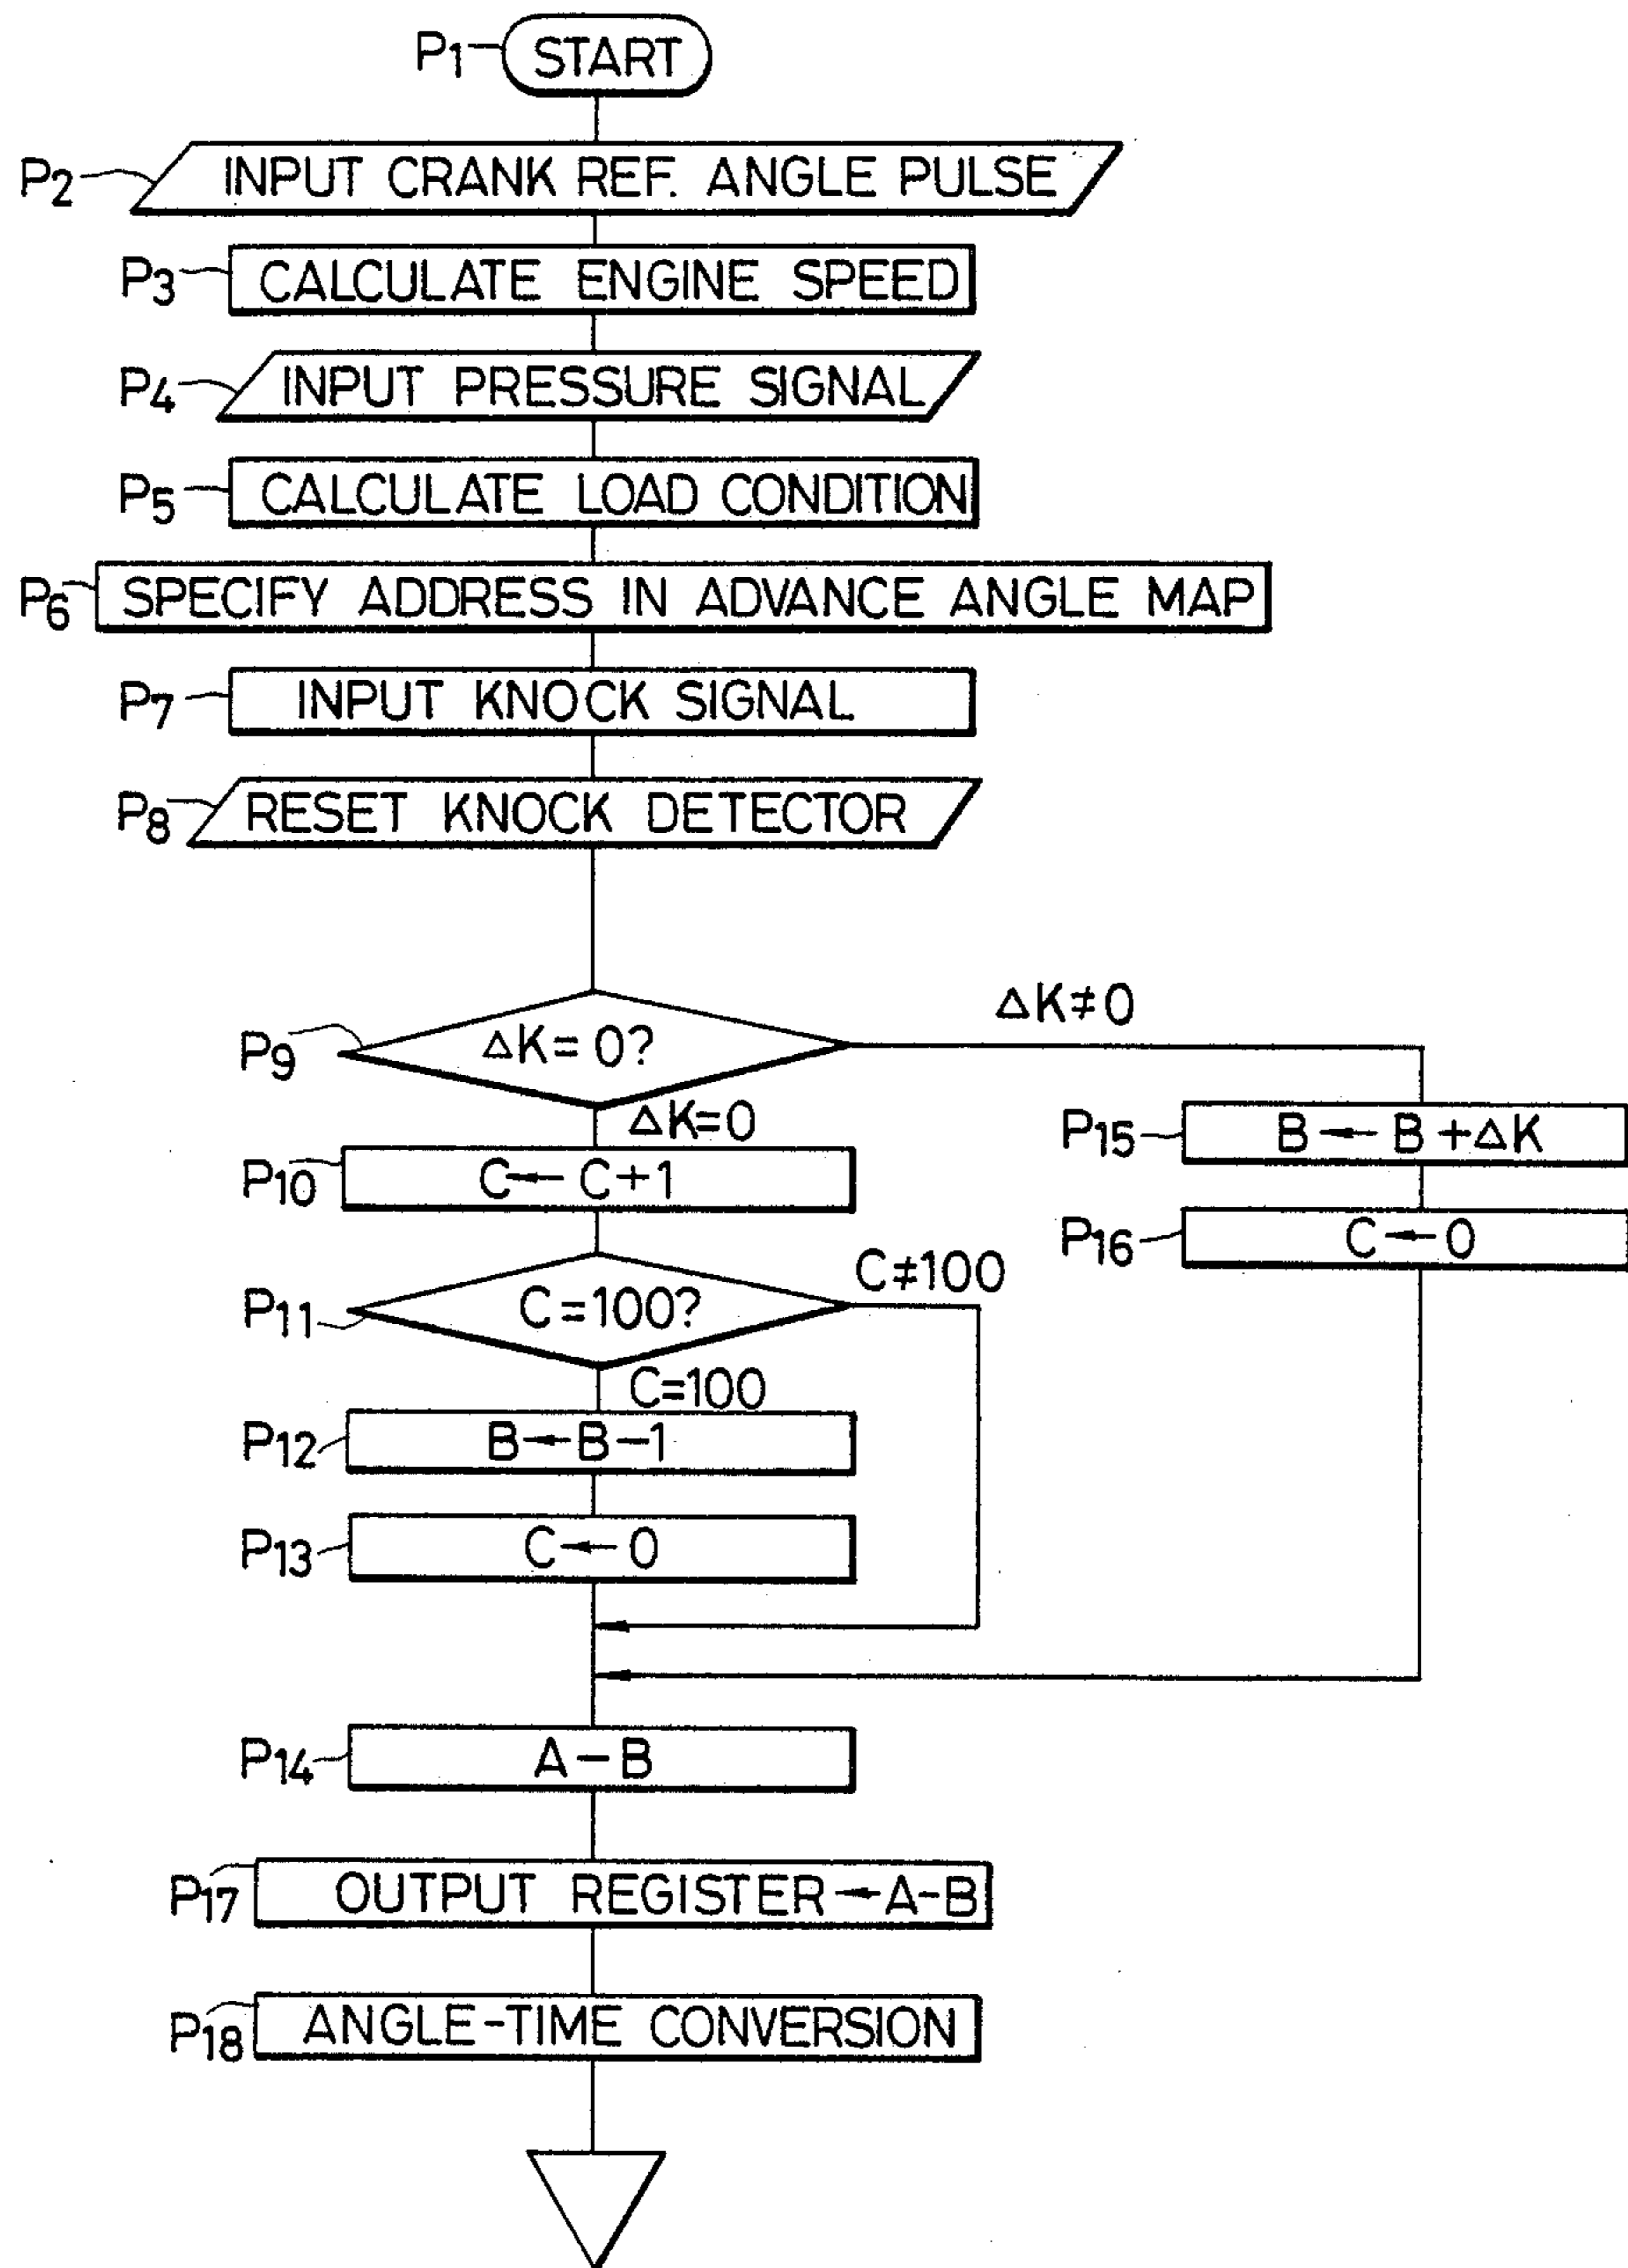 P1 START
P2 INPUT CRANK REF. ANGLE PULSE
P3 CALCULATE ENGINE SPEED
P4 INPUT PRESSURE SIGNAL
P5 CALCULATE LOAD CONDITION
P6 SPECIFY ADDRESS IN ADVANCE ANGLE MAP
P7 INPUT KNOCK SIGNAL
P8 RESET KNOCK DETECTOR
ΔK≠0
P9 ΔK=0?
ΔK=0
P15 B←B+ΔK
P10 C←C+1
P16 C←0
C≠100
P11 C=100?
C=100
P12 B←B-1
P13 C←0
P14 A-B
P17 OUTPUT REGISTER←A-B
P18 ANGLE-TIME CONVERSION